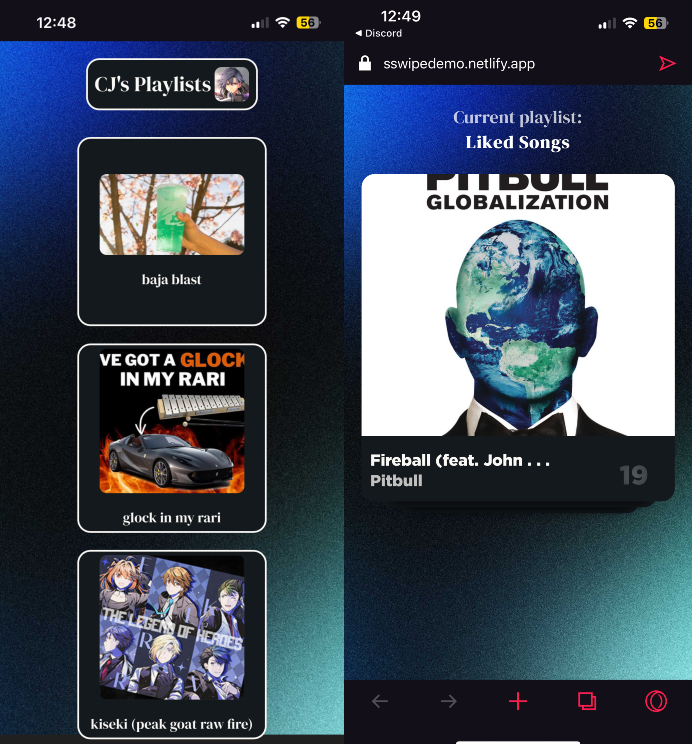 12:48
56
CJ's Playlists
baja blast
VE GOT A GLOCK
IN MY RARI
glock in my rari
THE LEGEND OF HEROES
kiseki (peak goat raw fire)
12:49
56
◄ Discord
sswipedemo.netlify.app
Current playlist:
Liked Songs
PITBULL
GLOBALIZATION
Fireball (feat. John . . .
19
Pitbull